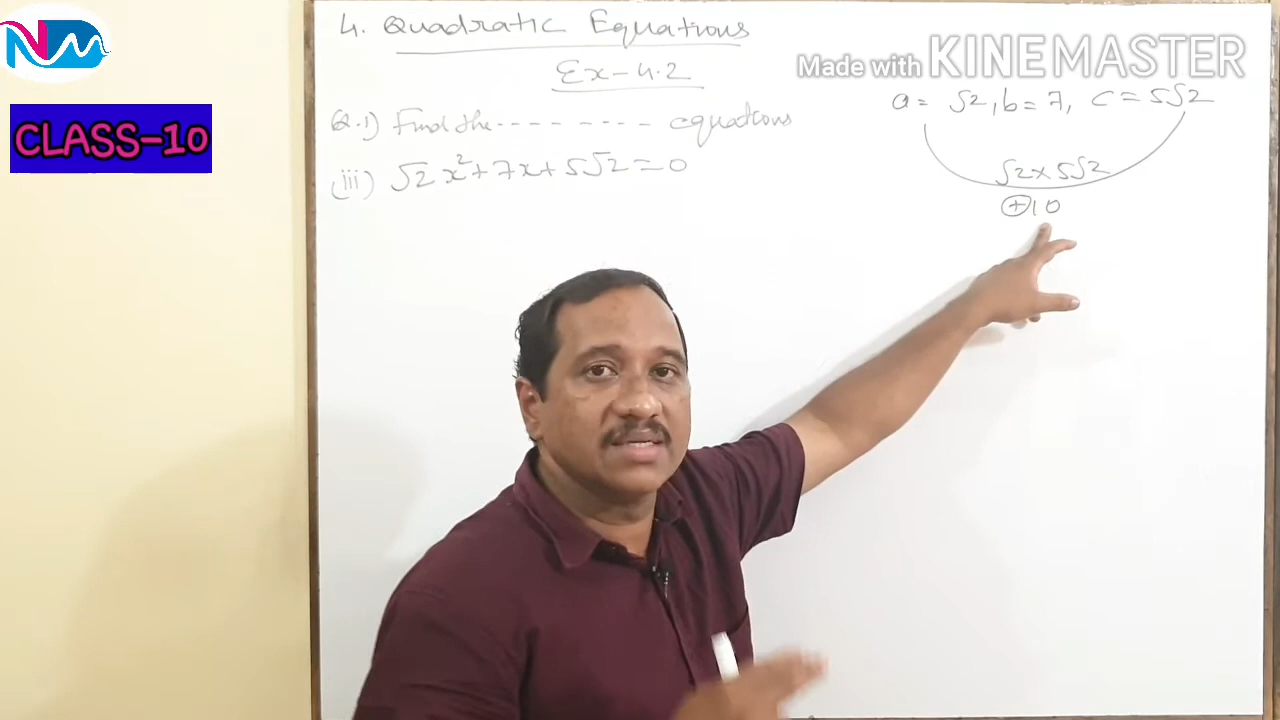 NM
CLASS-10
Made with KINEMASTER
4. Quadratic Equations
Ex-4.2
Q.1) Find the ---- ---- equations
(iii) √2 x² + 7x + 5√2 = 0
a = √2, b = 7, c = 5√2
√2 × 5√2
+10